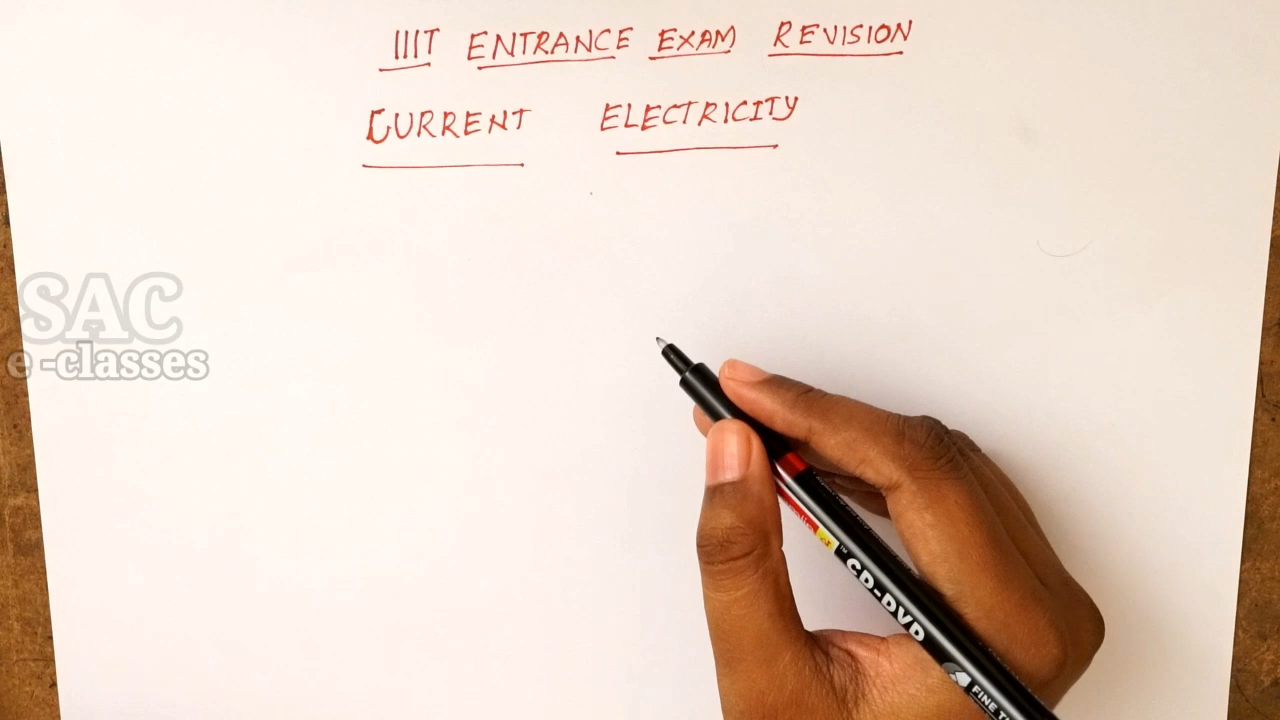 IIIT ENTRANCE EXAM REVISION
CURRENT ELECTRICITY
SAC
e-classes
CD-DVD